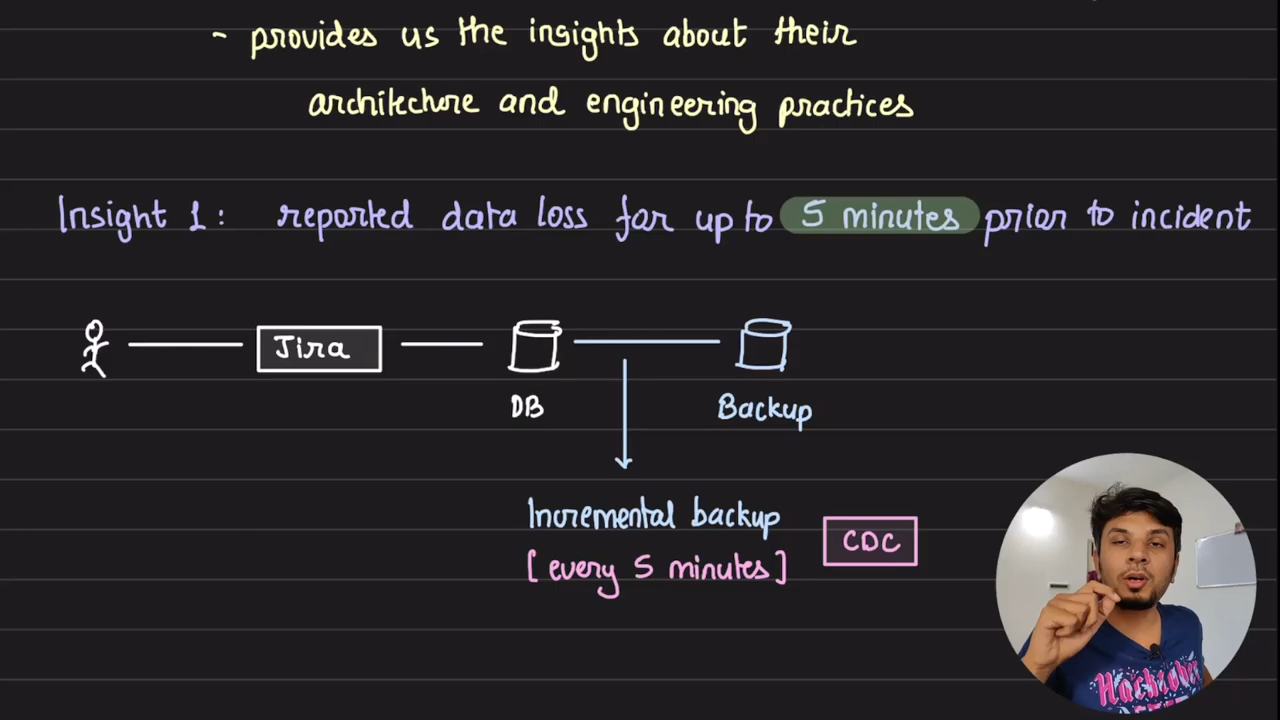 - provides us the insights about their
architecture and engineering practices
Insight 1: reported data loss for up to 5 minutes prior to incident
Jira
DB
Backup
Incremental backup
[every 5 minutes]
CDC
Hacktober